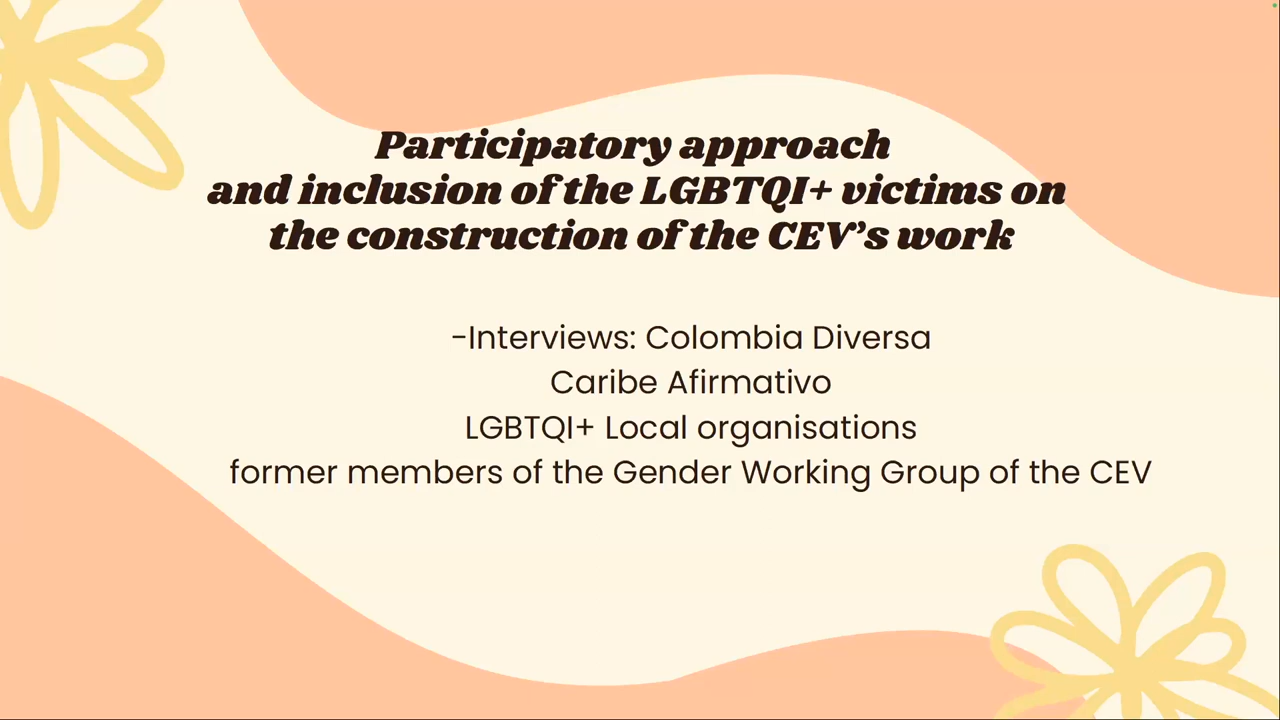 Participatory approach
and inclusion of the LGBTQI+ victims on
the construction of the CEV's work
-Interviews: Colombia Diversa
Caribe Afirmativo
LGBTQI+ Local organisations
former members of the Gender Working Group of the CEV